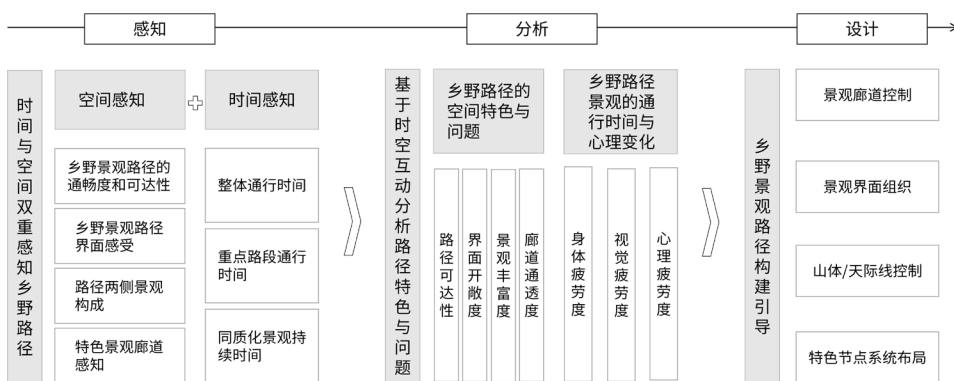 感知
分析
设计
时间与空间双重感知乡野路径
空间感知
时间感知
乡野景观路径的
通畅度和可达性
乡野景观路径
界面感受
路径两侧景观
构成
特色景观廊道
感知
整体通行时间
重点路段通行
时间
同质化景观持
续时间
基于时空互动分析路径特色与问题
乡野路径的
空间特色与
问题
乡野路径
景观的通
行时间与
心理变化
路径可达性
界面开敞度
景观丰富度
廊道通透度
身体疲劳度
视觉疲劳度
心理疲劳度
乡野景观路径构建引导
景观廊道控制
景观界面组织
山体/天际线控制
特色节点系统布局